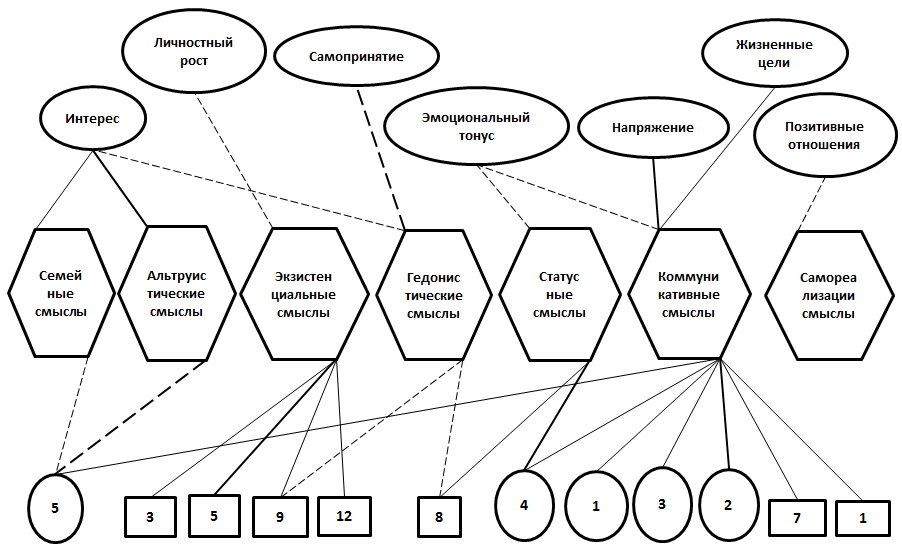 Личностный
рост
Самопринятие
Жизненные
цели
Интерес
Эмоциональный
тонус
Напряжение
Позитивные
отношения
Семей
ные
смыслы
Альтруис
тические
смыслы
Экзистен
циальные
смыслы
Гедонис
тические
смыслы
Статус
ные
смыслы
Коммуни
кативные
смыслы
Саморea
лизации
смыслы
5
3
5
9
12
8
4
1
3
2
7
1